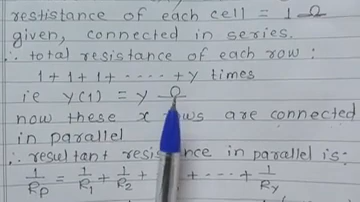 restistance of each cell = 1 Ω
given, connected in series.
∴ total resistance of each row :
1 + 1 + 1 + ----- + y times
ie y(1) = y Ω
now these x rows are connected
in parallel
∴ resultant resistance in parallel is:-
1/Rp = 1/R1 + 1/R2 + + --- + 1/Ry